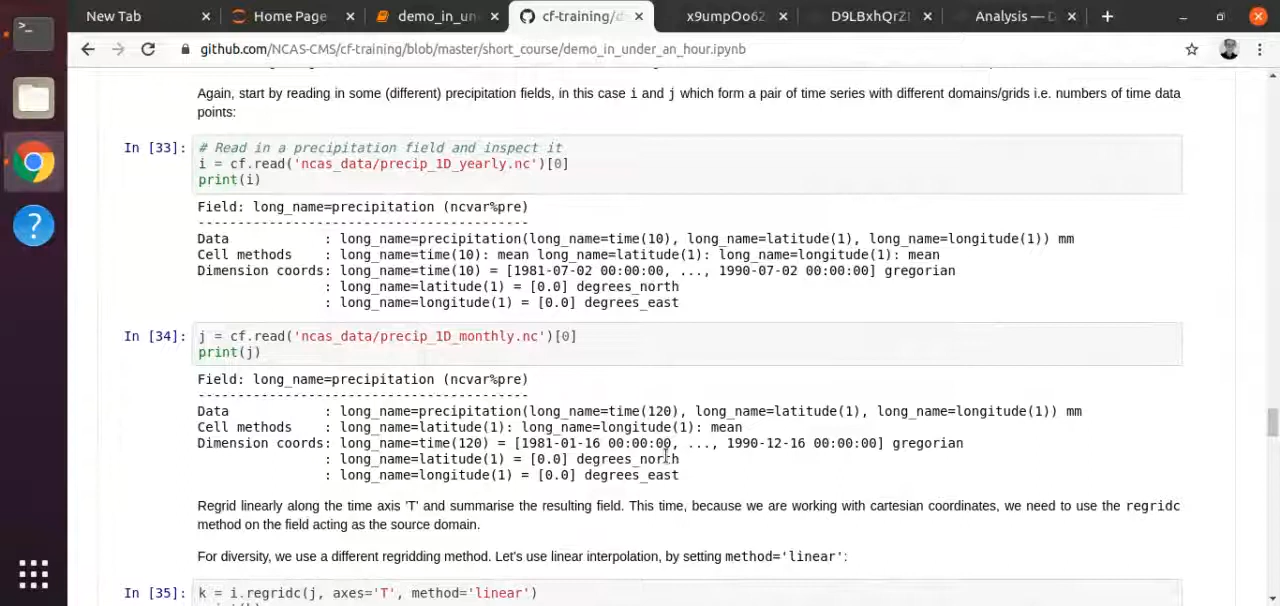 New Tab
Home Page
demo_in_un
cf-training/d
x9umpOo62
D9LBxhQrZ
Analysis — D
github.com/NCAS-CMS/cf-training/blob/master/short_course/demo_in_under_an_hour.ipynb
Again, start by reading in some (different) precipitation fields, in this case i and j which form a pair of time series with different domains/grids i.e. numbers of time data
points:
In [33]: # Read in a precipitation field and inspect it
i = cf.read('ncas_data/precip_1D_yearly.nc')[0]
print(i)
Field: long_name=precipitation (ncvar%pre)
------------------------------------------
Data : long_name=precipitation(long_name=time(10), long_name=latitude(1), long_name=longitude(1)) mm
Cell methods : long_name=time(10): mean long_name=latitude(1): long_name=longitude(1): mean
Dimension coords: long_name=time(10) = [1981-07-02 00:00:00, ..., 1990-07-02 00:00:00] gregorian
: long_name=latitude(1) = [0.0] degrees_north
: long_name=longitude(1) = [0.0] degrees_east
In [34]: j = cf.read('ncas_data/precip_1D_monthly.nc')[0]
print(j)
Field: long_name=precipitation (ncvar%pre)
------------------------------------------
Data : long_name=precipitation(long_name=time(120), long_name=latitude(1), long_name=longitude(1)) mm
Cell methods : long_name=latitude(1): long_name=longitude(1): mean
Dimension coords: long_name=time(120) = [1981-01-16 00:00:00, ..., 1990-12-16 00:00:00] gregorian
: long_name=latitude(1) = [0.0] degrees_north
: long_name=longitude(1) = [0.0] degrees_east
Regrid linearly along the time axis 'T' and summarise the resulting field. This time, because we are working with cartesian coordinates, we need to use the regridc
method on the field acting as the source domain.
For diversity, we use a different regridding method. Let's use linear interpolation, by setting method='linear':
In [35]: k = i.regridc(j, axes='T', method='linear')